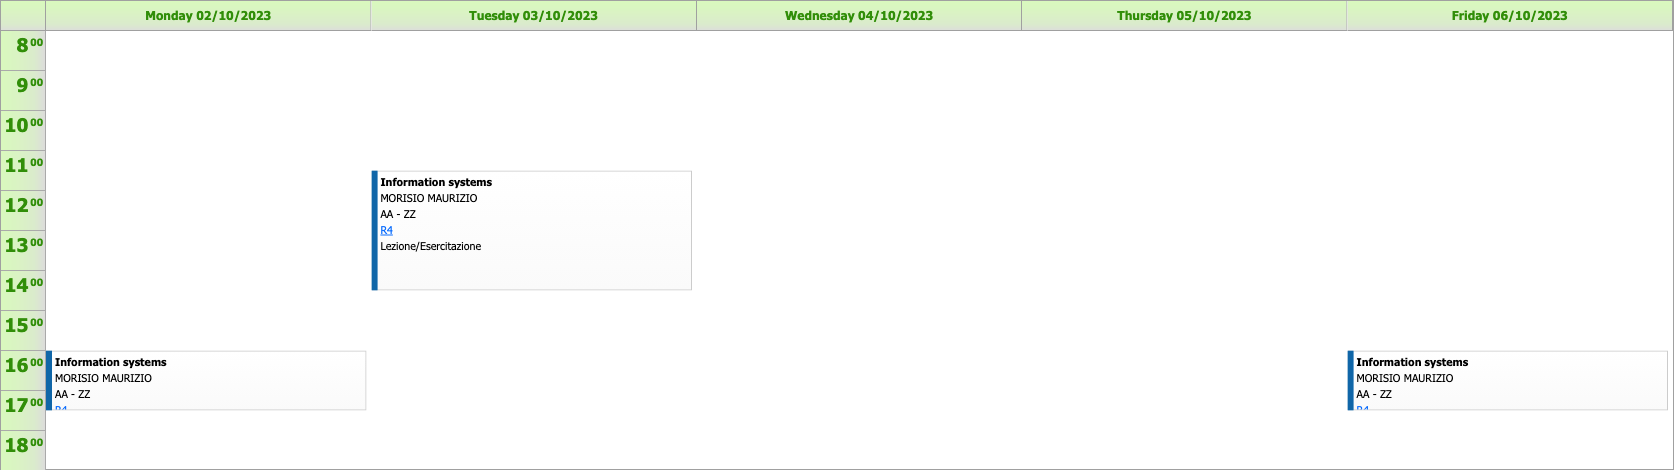 Monday 02/10/2023 Tuesday 03/10/2023 Wednesday 04/10/2023 Thursday 05/10/2023 Friday 06/10/2023
8 00
9 00
10 00
11 00
12 00
13 00
14 00
15 00
16 00
17 00
18 00
Information systems
MORISIO MAURIZIO
AA - ZZ
R4
Information systems
MORISIO MAURIZIO
AA - ZZ
R4
Lezione/Esercitazione
Information systems
MORISIO MAURIZIO
AA - ZZ
R4